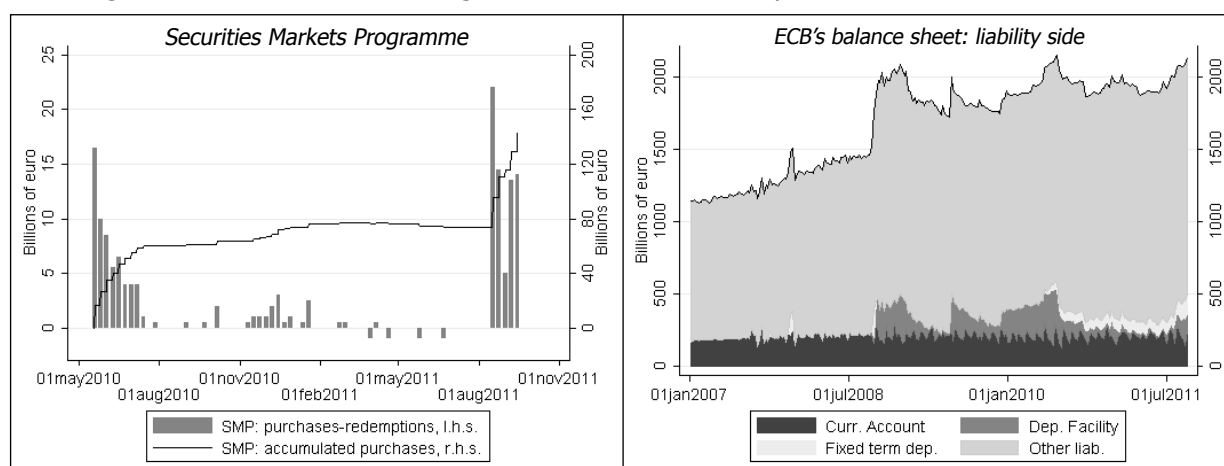 Securities Markets Programme
25
20
15
10
5
0
Billions of euro
200
160
120
80
40
0
Billions of euro
01may2010 01nov2010 01may2011 01nov2011
01aug2010 01feb2011 01aug2011
SMP: purchases-redemptions, l.h.s.
SMP: accumulated purchases, r.h.s.
ECB's balance sheet: liability side
2000
1500
1000
500
0
Billions of euro
2000
1500
1000
500
0
01jan2007 01jul2008 01jan2010 01jul2011
Curr. Account Dep. Facility
Fixed term dep. Other liab.